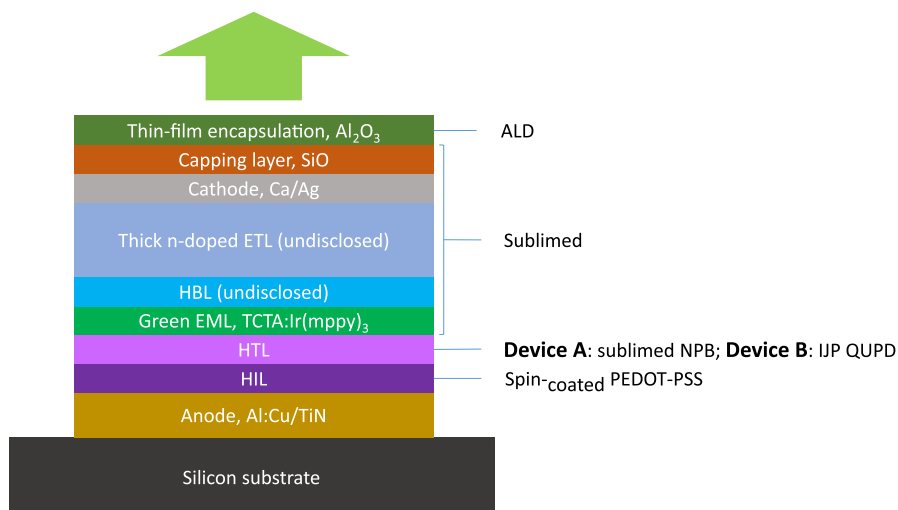 Thin-film encapsulation, Al2O3
ALD
Capping layer, SiO
Cathode, Ca/Ag
Thick n-doped ETL (undisclosed)
Sublimed
HBL (undisclosed)
Green EML, TCTA:Ir(mppy)3
HTL
Device A: sublimed NPB; Device B: IJP QUPD
HIL
Spin-coated PEDOT-PSS
Anode, Al:Cu/TiN
Silicon substrate